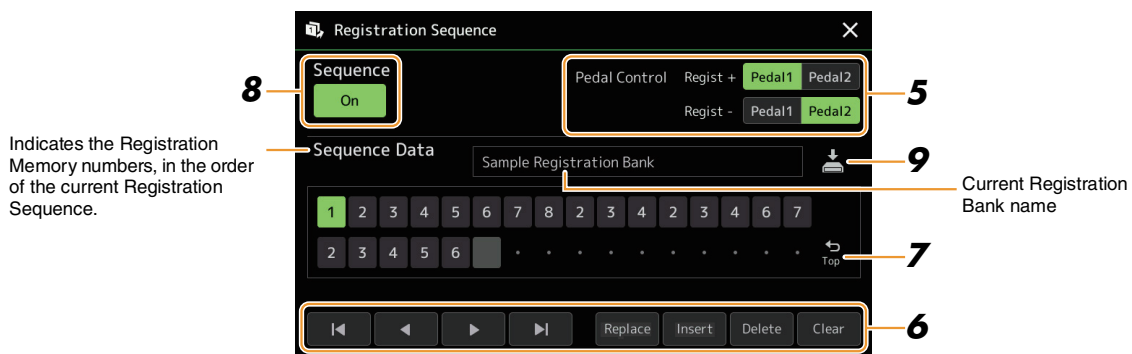 Registration Sequence
Sequence
On
8
Pedal Control Regist + Pedal1 Pedal2
Regist - Pedal1 Pedal2
5
Indicates the Registration
Memory numbers, in the order
of the current Registration
Sequence.
Sequence Data
Sample Registration Bank
9
Current Registration
Bank name
1 2 3 4 5 6 7 8 2 3 4 2 3 4 6 7
2 3 4 5 6
Top
7
Replace Insert Delete Clear
6